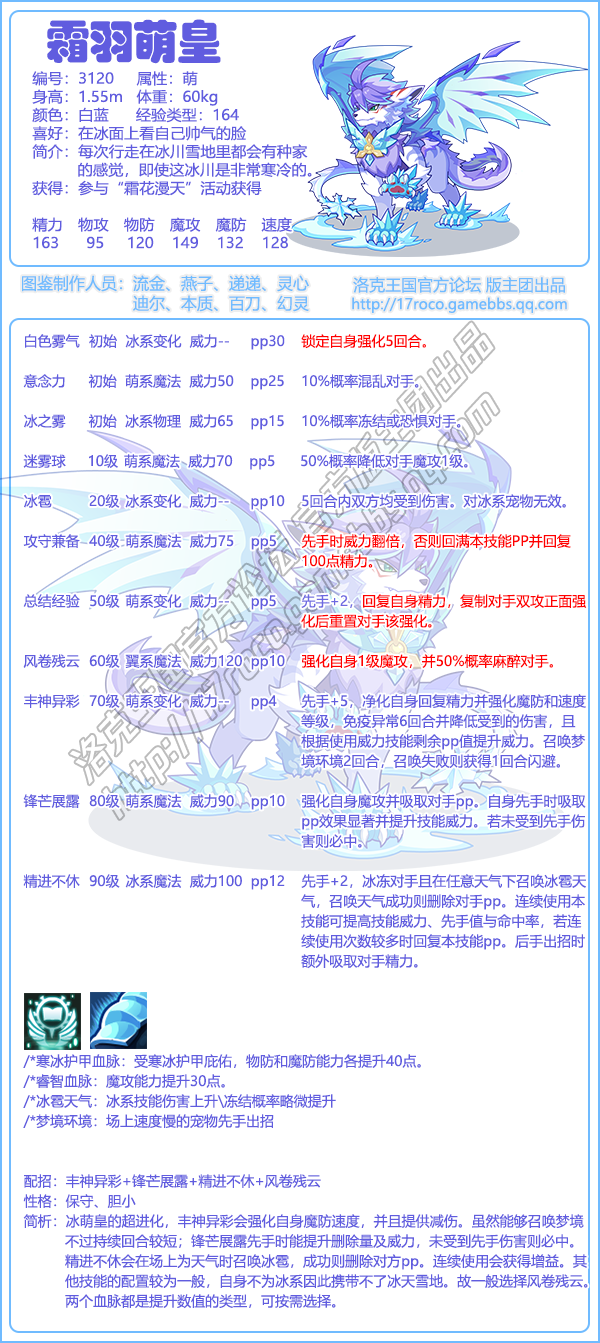 霜羽萌皇
编号：3120 属性：萌
身高：1.55m 体重：60kg
颜色：白蓝 经验类型：164
喜好：在冰面上看自己帅气的脸
简介：每次行走在冰川雪地里都会有种家
的感觉，即使这冰川是非常寒冷的。
获得：参与“霜花漫天”活动获得
精力 物攻 物防 魔攻 魔防 速度
163 95 120 149 132 128
图鉴制作人员：流金、燕子、递递、灵心
迪尔、本质、百刀、幻灵
洛克王国官方论坛 版主团出品
http://17roco.gamebbs.qq.com
白色雾气 初始 冰系变化 威力-- pp30 锁定自身强化5回合。
意念力 初始 萌系魔法 威力50 pp25 10%概率混乱对手。
冰之雾 初始 冰系物理 威力65 pp15 10%概率冻结或恐惧对手。
迷雾球 10级 萌系魔法 威力70 pp5 50%概率降低对手魔攻1级。
冰雹 20级 冰系变化 威力-- pp10 5回合内双方均受到伤害。对冰系宠物无效。
攻守兼备 40级 萌系魔法 威力75 pp5 先手时威力翻倍，否则回满本技能PP并回复
100点精力。
总结经验 50级 萌系变化 威力-- pp5 先手+2，回复自身精力，复制对手双攻正面强
化后重置对手该强化。
风卷残云 60级 翼系魔法 威力120 pp10 强化自身1级魔攻，并50%概率麻醉对手。
丰神异彩 70级 萌系变化 威力-- pp4 先手+5，净化自身回复精力并强化魔防和速度
等级，免疫异常6回合并降低受到的伤害，且
根据使用威力技能剩余pp值提升威力。召唤梦
境环境2回合，召唤失败则获得1回合闪避。
锋芒展露 80级 萌系魔法 威力90 pp10 强化自身魔攻并吸取对手pp。自身先手时吸取
pp效果显著并提升技能威力。若未受到先手伤
害则必中。
精进不休 90级 冰系魔法 威力100 pp12 先手+2，冰冻对手且在任意天气下召唤冰雹天
气，召唤天气成功则删除对手pp。连续使用本
技能可提高技能威力、先手值与命中率，若连
续使用次数较多时回复本技能pp。后手出招时
额外吸取对手精力。
/*寒冰护甲血脉：受寒冰护甲庇佑，物防和魔防能力各提升40点。
/*睿智血脉：魔攻能力提升30点。
/*冰雹天气：冰系技能伤害上升\冻结概率略微提升
/*梦境环境：场上速度慢的宠物先手出招
配招：丰神异彩+锋芒展露+精进不休+风卷残云
性格：保守、胆小
简析：冰萌皇的超进化，丰神异彩会强化自身魔防速度，并且提供减伤。虽然能够召唤梦境
不过持续回合较短；锋芒展露先手时能提升删除量及威力，未受到先手伤害则必中。
精进不休会在场上为天气时召唤冰雹，成功则删除对方pp。连续使用会获得增益。其
他技能的配置较为一般，自身不为冰系因此携带不了冰天雪地。故一般选择风卷残云。
两个血脉都是提升数值的类型，可按需选择。
洛克王国官方论坛 版主团出品
http://17roco.gamebbs.qq.com